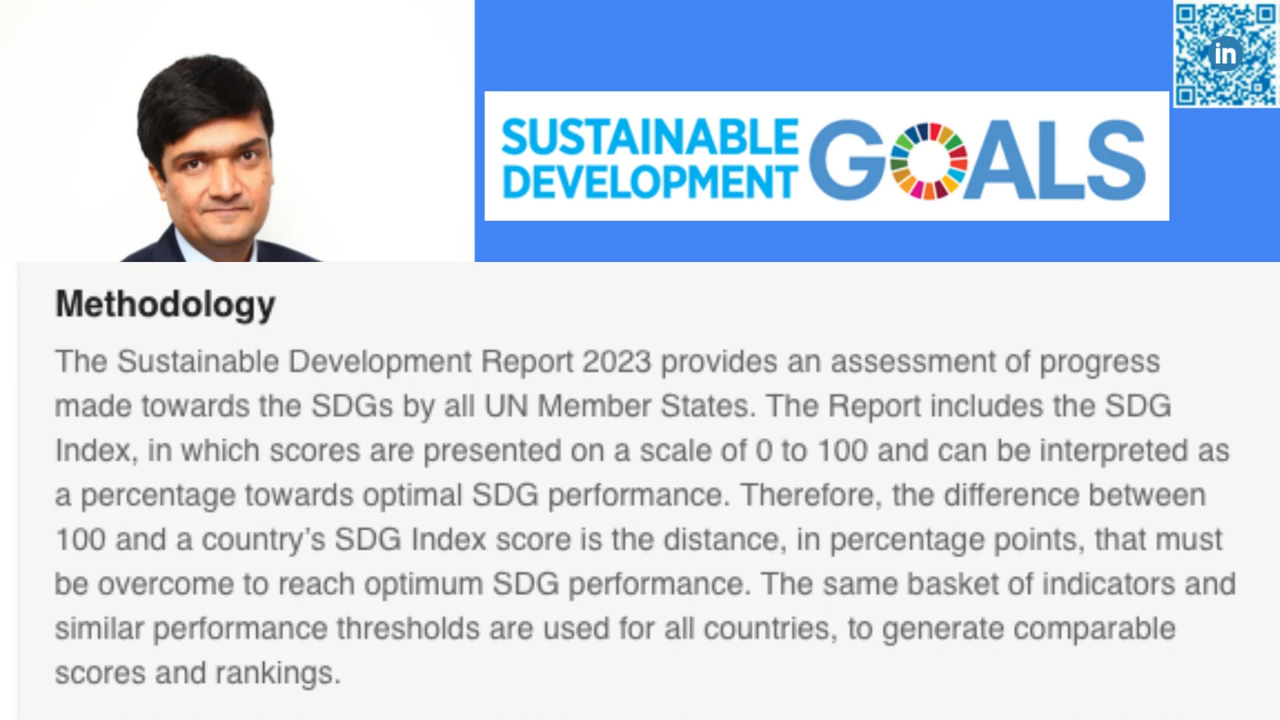 in
SUSTAINABLE
DEVELOPMENT
GOALS
Methodology
The Sustainable Development Report 2023 provides an assessment of progress
made towards the SDGs by all UN Member States. The Report includes the SDG
Index, in which scores are presented on a scale of 0 to 100 and can be interpreted as
a percentage towards optimal SDG performance. Therefore, the difference between
100 and a country’s SDG Index score is the distance, in percentage points, that must
be overcome to reach optimum SDG performance. The same basket of indicators and
similar performance thresholds are used for all countries, to generate comparable
scores and rankings.